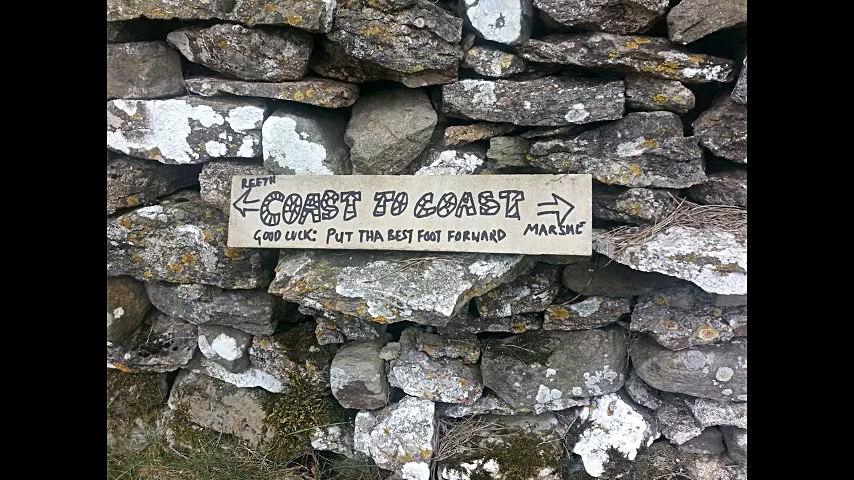 REETH
COAST TO COAST
GOOD LUCK: PUT THA BEST FOOT FORWARD
MARSKE